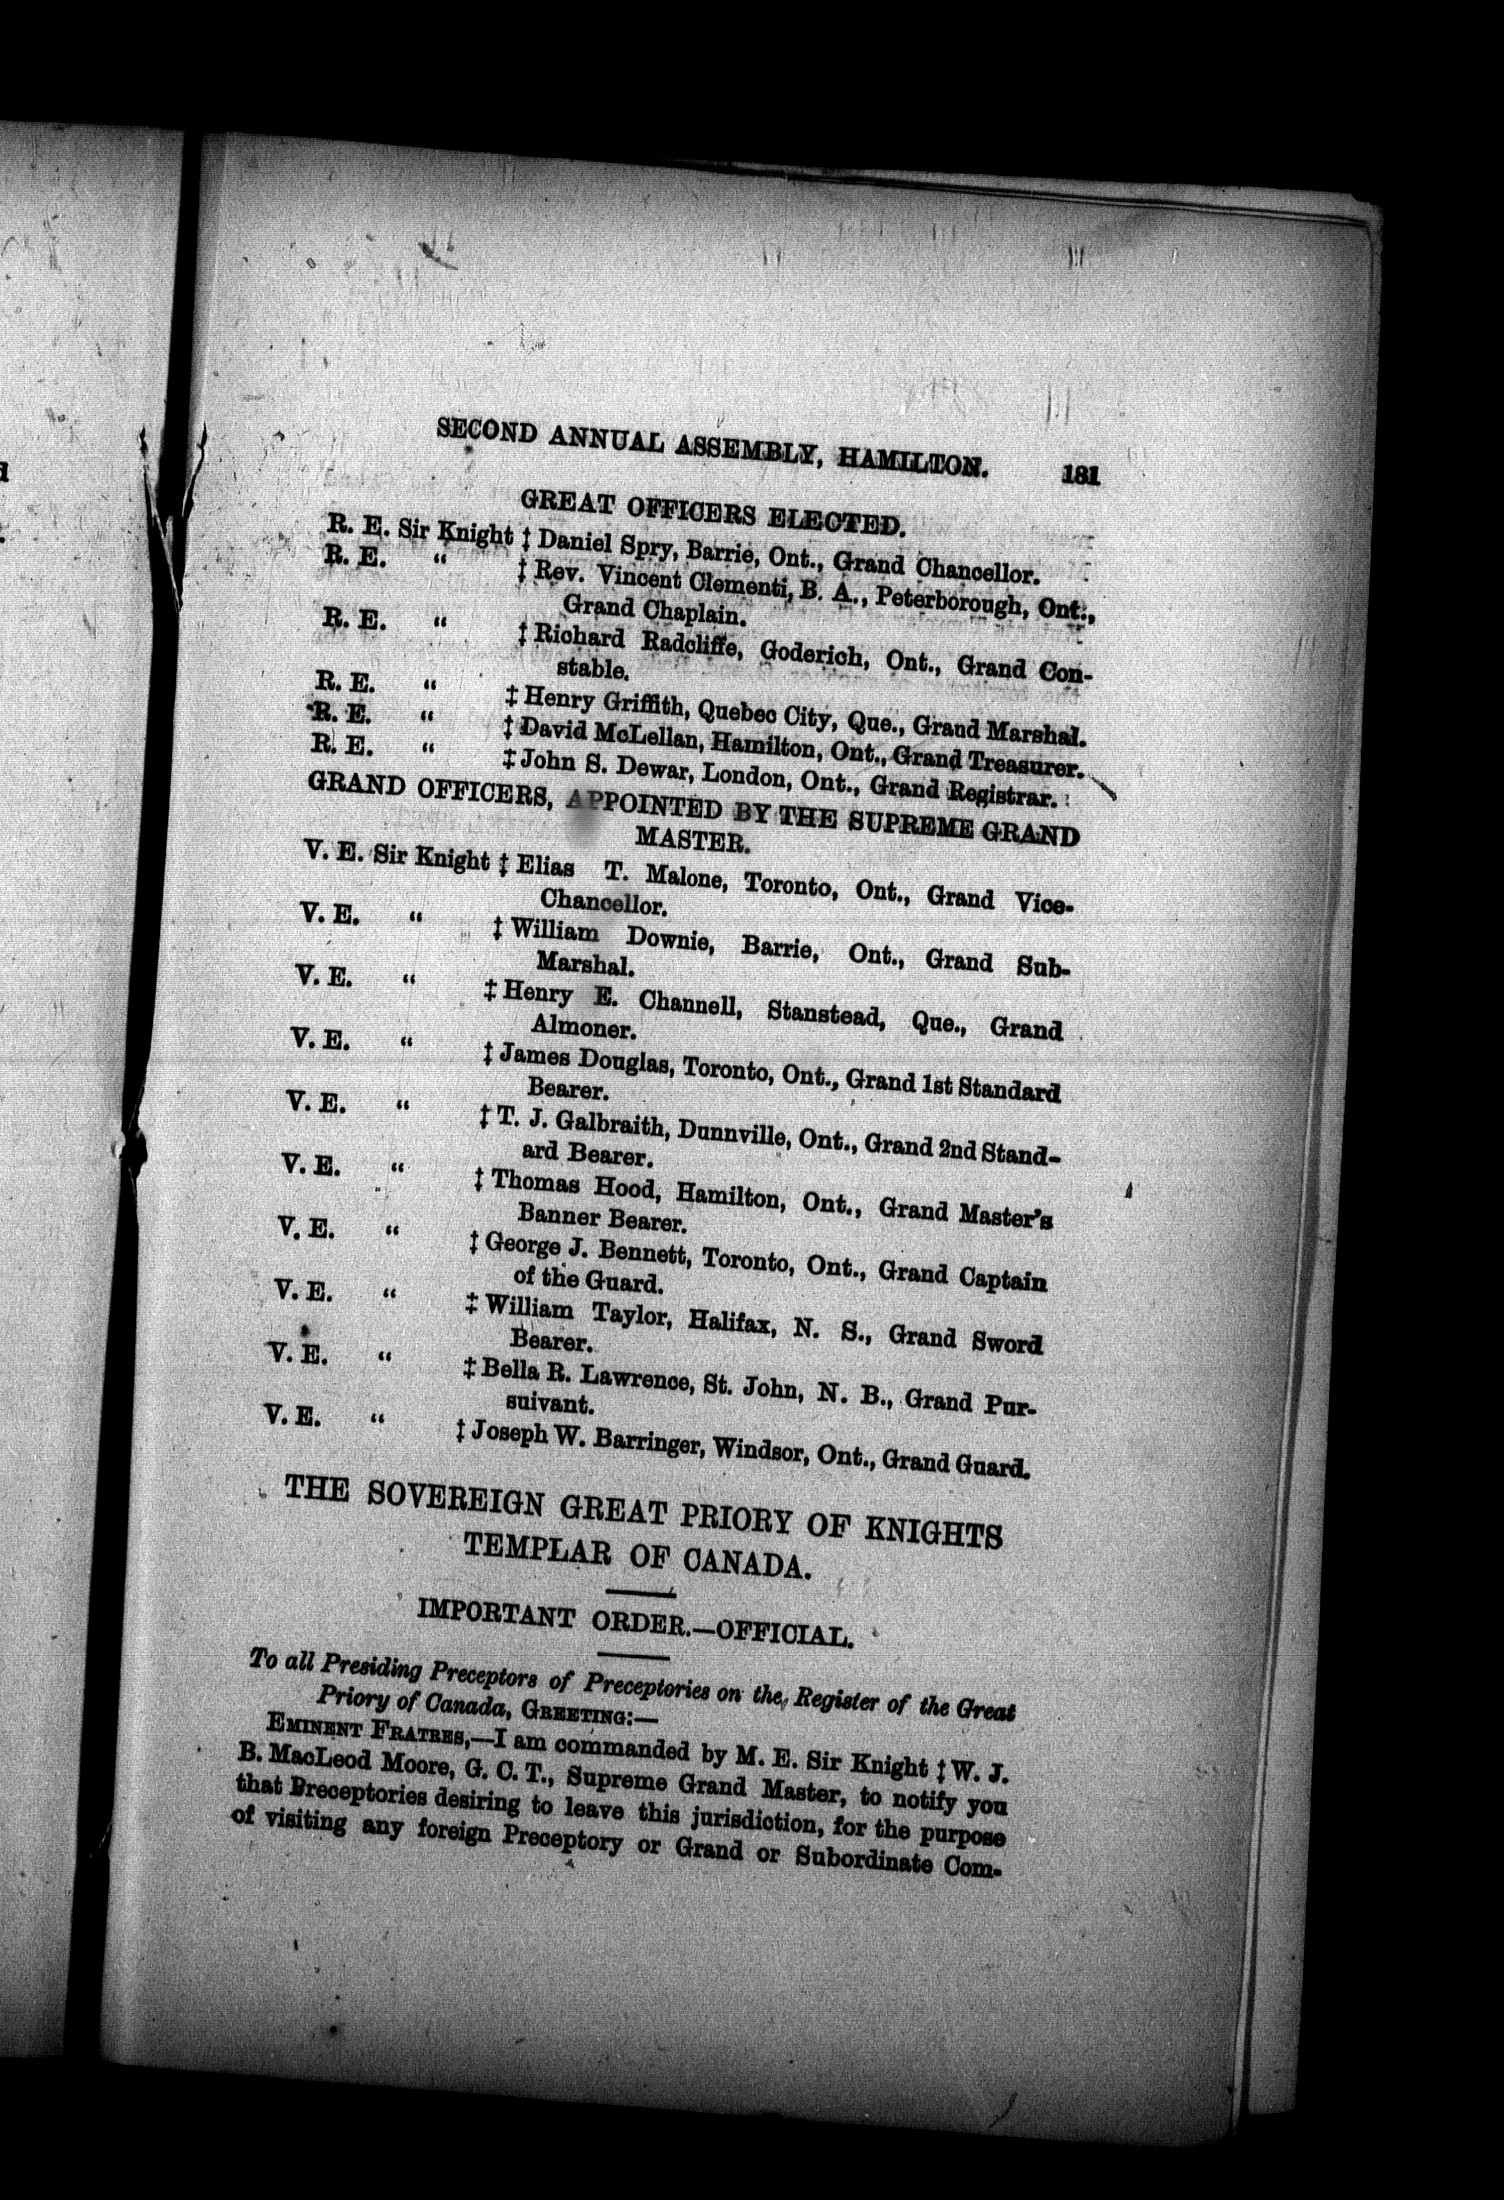 SECOND ANNUAL ASSEMBLY, HAMILTON. 181
GREAT OFFICERS ELECTED.
R. E. Sir Knight ‡ Daniel Spry, Barrie, Ont., Grand Chancellor.
R. E. “ ‡ Rev. Vincent Clementi, B. A., Peterborough, Ont.,
Grand Chaplain.
R. E. “ ‡ Richard Radcliffe, Goderich, Ont., Grand Con-
stable.
R. E. “ ‡ Henry Griffith, Quebec City, Que., Grand Marshal.
R. E. “ ‡ David McLellan, Hamilton, Ont., Grand Treasurer.
R. E. “ ‡ John S. Dewar, London, Ont., Grand Registrar.
GRAND OFFICERS, APPOINTED BY THE SUPREME GRAND
MASTER.
V. E. Sir Knight ‡ Elias T. Malone, Toronto, Ont., Grand Vice-
Chancellor.
V. E. “ ‡ William Downie, Barrie, Ont., Grand Sub-
Marshal.
V. E. “ ‡ Henry E. Channell, Stanstead, Que., Grand
Almoner.
V. E. “ ‡ James Douglas, Toronto, Ont., Grand 1st Standard
Bearer.
V. E. “ ‡ T. J. Galbraith, Dunnville, Ont., Grand 2nd Stand-
ard Bearer.
V. E. “ ‡ Thomas Hood, Hamilton, Ont., Grand Master's
Banner Bearer.
V. E. “ ‡ George J. Bennett, Toronto, Ont., Grand Captain
of the Guard.
V. E. “ ‡ William Taylor, Halifax, N. S., Grand Sword
Bearer.
V. E. “ ‡ Bella R. Lawrence, St. John, N. B., Grand Pur-
suivant.
V. E. “ ‡ Joseph W. Barringer, Windsor, Ont., Grand Guard.
THE SOVEREIGN GREAT PRIORY OF KNIGHTS
TEMPLAR OF CANADA.
IMPORTANT ORDER.—OFFICIAL.
To all Presiding Preceptors of Preceptories on the Register of the Great
Priory of Canada, GREETING:—
EMINENT FRATRES,—I am commanded by M. E. Sir Knight ‡ W. J.
B. MacLeod Moore, G. C. T., Supreme Grand Master, to notify you
that Preceptories desiring to leave this jurisdiction, for the purpose
of visiting any foreign Preceptory or Grand or Subordinate Com-